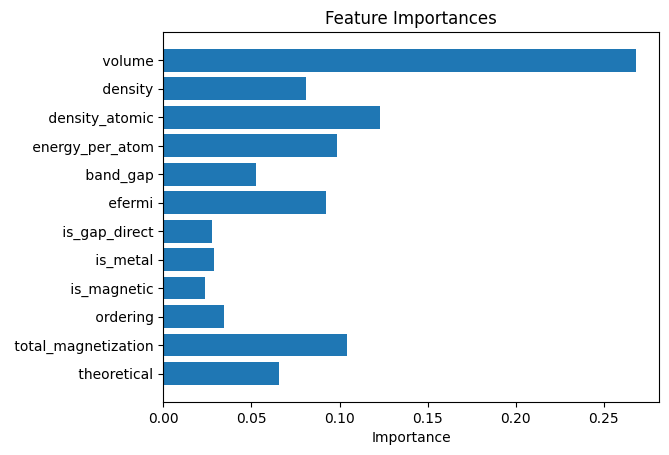 Feature Importances
volume
density
density_atomic
energy_per_atom
band_gap
efermi
is_gap_direct
is_metal
is_magnetic
ordering
total_magnetization
theoretical
0.00 0.05 0.10 0.15 0.20 0.25
Importance